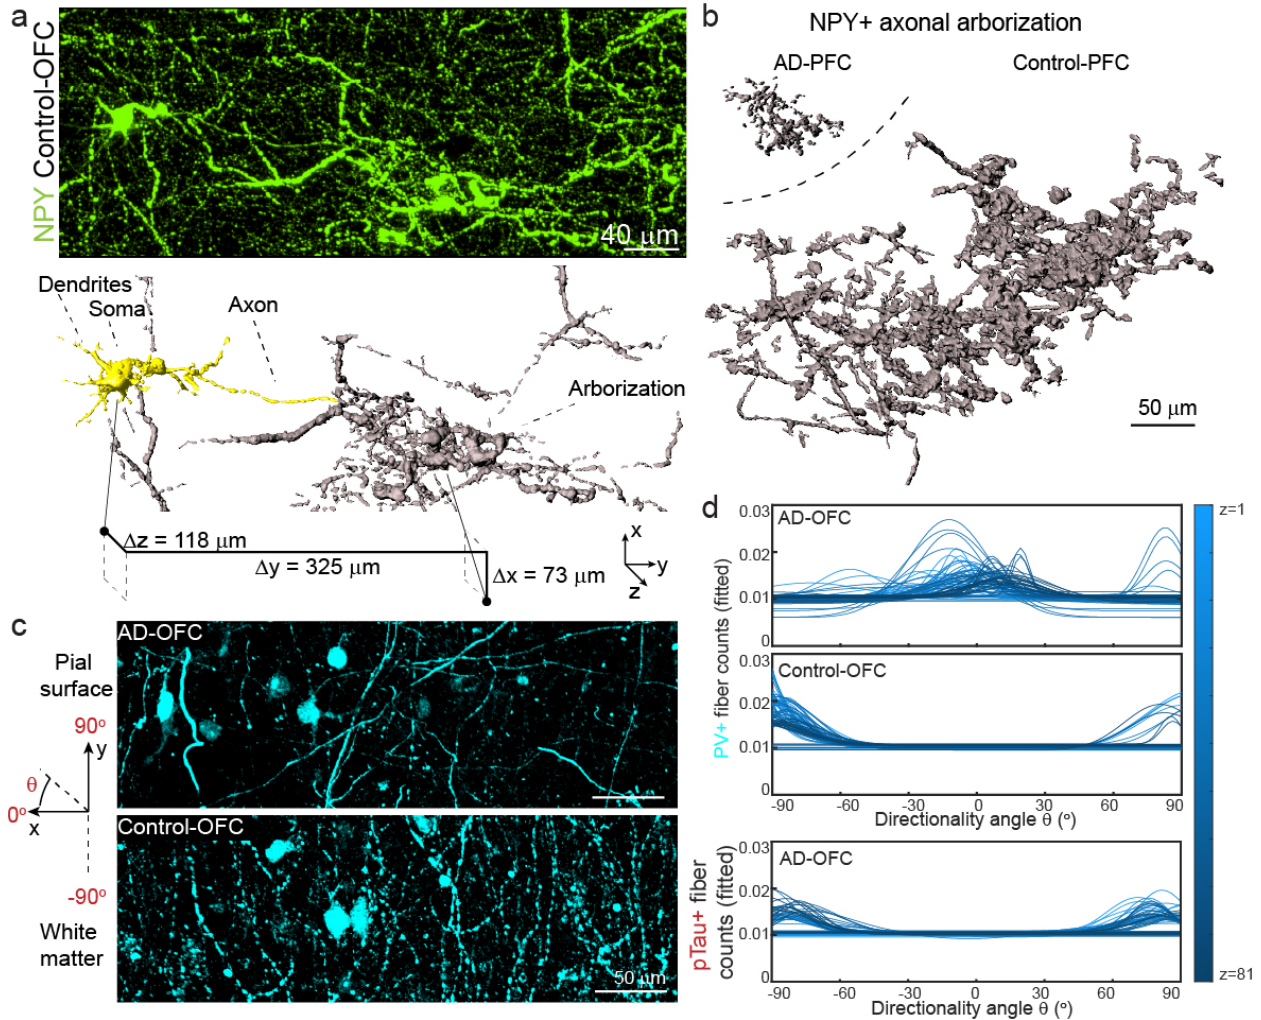 a
NPY Control-OFC
40 µm
Dendrites
Soma
Axon
Arborization
Δz = 118 µm
Δy = 325 µm
Δx = 73 µm
x
y
z
b
NPY+ axonal arborization
AD-PFC
Control-PFC
50 µm
c
AD-OFC
Pial
surface
90°
y
θ
0°
x
-90°
White
matter
Control-OFC
50 µm
d
AD-OFC
0.03
0.02
0.01
0
Control-OFC
0.03
0.02
0.01
0
PV+ fiber counts (fitted)
-90 -60 -30 0 30 60 90
Directionality angle θ (°)
AD-OFC
0.03
0.02
0.01
0
pTau+ fiber
counts (fitted)
-90 -60 -30 0 30 60 90
Directionality angle θ (°)
z=1
z=81